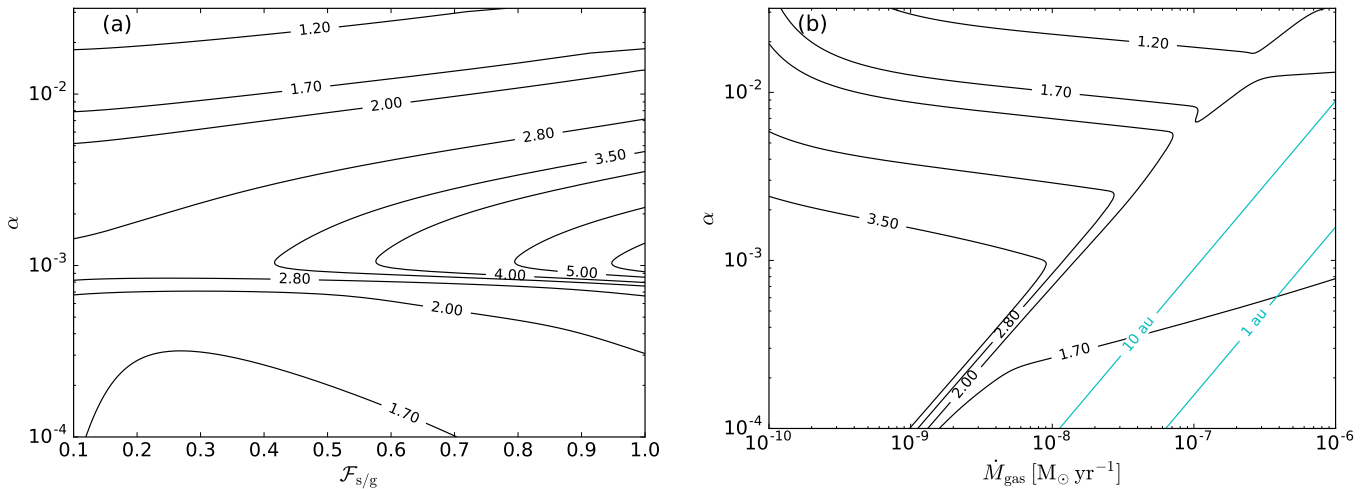 (a)
1.20
1.70
2.00
2.80
3.50
4.00
5.00
2.80
2.00
1.70
10⁻²
10⁻³
10⁻⁴
α
0.1 0.2 0.3 0.4 0.5 0.6 0.7 0.8 0.9 1.0
ℱs/g
(b)
1.20
1.70
3.50
2.80
2.00
1.70
10 au
1 au
10⁻²
10⁻³
10⁻⁴
α
10⁻¹⁰ 10⁻⁹ 10⁻⁸ 10⁻⁷ 10⁻⁶
Ṁgas [M⊙ yr⁻¹]